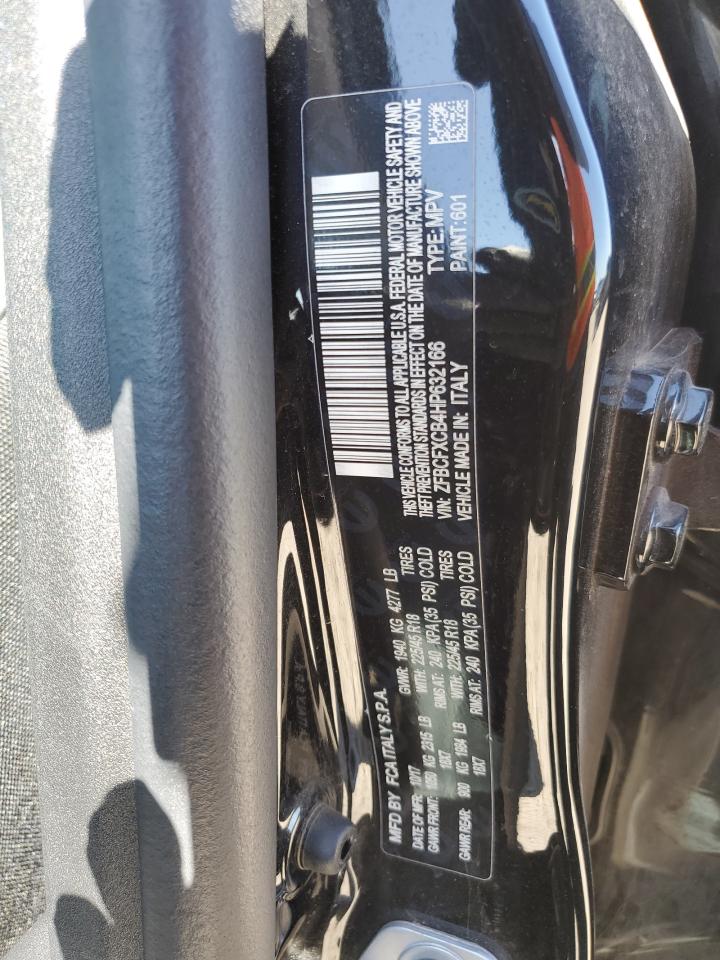 MFD BY FCA ITALY S.P.A.
DATE OF MFR: 10/17 GVWR: 1940 KG 4277 LB
GAWR FRONT: 1050 KG 2315 LB WITH: 225/45 R18 TIRES
18X7 RIMS AT: 240 KPA(35 PSI) COLD
GAWR REAR: KG LB WITH: 225/45 R18 TIRES
18X7 RIMS AT: 240 KPA(35 PSI) COLD
THIS VEHICLE CONFORMS TO ALL APPLICABLE U.S.A. FEDERAL MOTOR VEHICLE SAFETY AND
THEFT PREVENTION STANDARDS IN EFFECT ON THE DATE OF MANUFACTURE SHOWN ABOVE
VIN: ZFBCFXCB4HP632166 TYPE: MPV
VEHICLE MADE IN: ITALY PAINT: 601